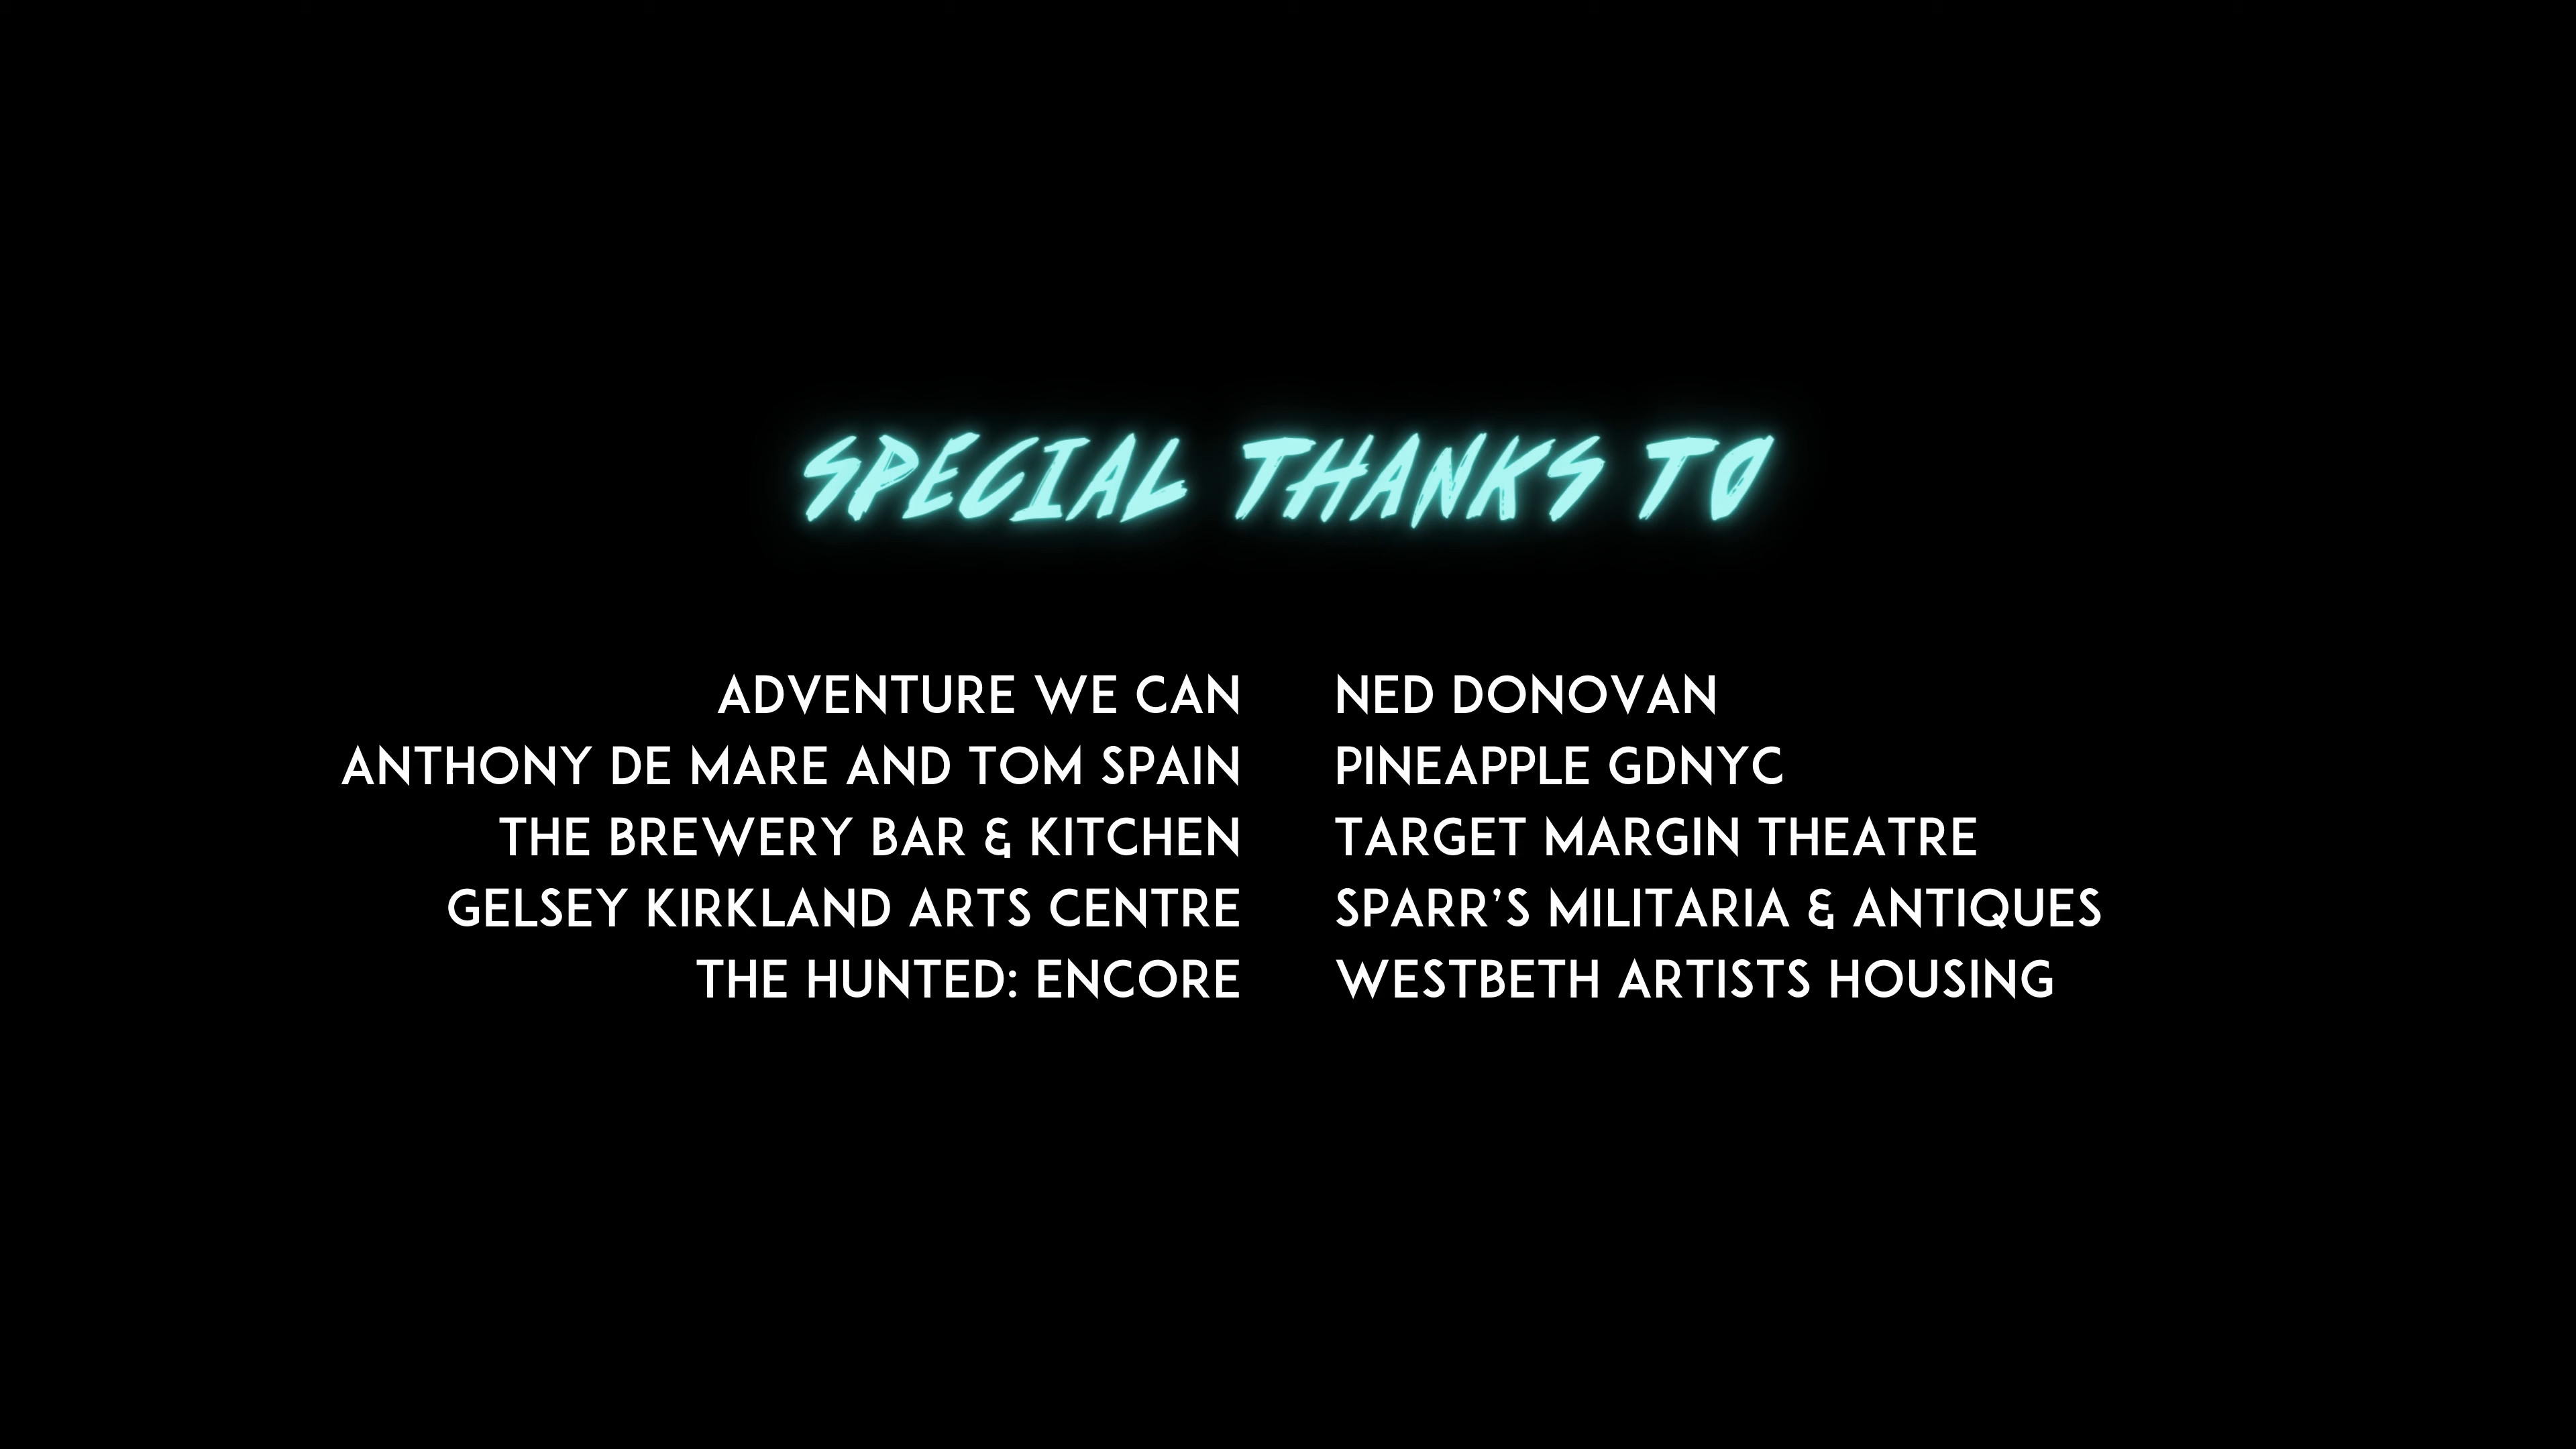 SPECIAL THANKS TO
ADVENTURE WE CAN
ANTHONY DE MARE AND TOM SPAIN
THE BREWERY BAR & KITCHEN
GELSEY KIRKLAND ARTS CENTRE
THE HUNTED: ENCORE
NED DONOVAN
PINEAPPLE GDNYC
TARGET MARGIN THEATRE
SPARR’S MILITARIA & ANTIQUES
WESTBETH ARTISTS HOUSING